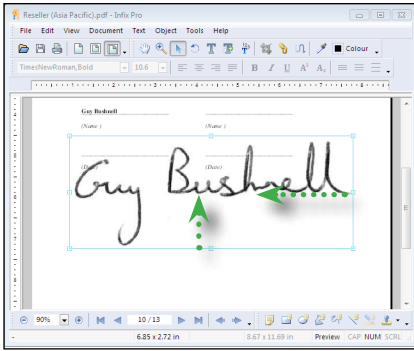 Reseller (Asia Pacific).pdf - Infix Pro
File Edit View Document Text Object Tools Help
Colour
TimesNewRoman,Bold 10.6 B I U A A
Guy Bushnell
(Name ) (Name )
(Date) (Date)
Guy Bushnell
90% 10 / 13
- 6.85 x 2.72 in 8.67 x 11.69 in Preview CAP NUM SCRL